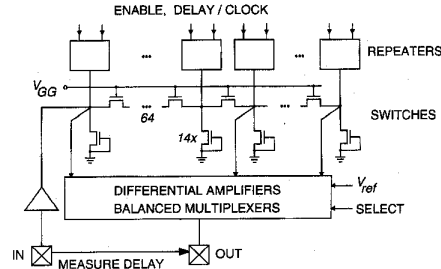 ENABLE, DELAY / CLOCK
...
REPEATERS
VGG
... 64
...
SWITCHES
14x
DIFFERENTIAL AMPLIFIERS
BALANCED MULTIPLEXERS
Vref
SELECT
IN
MEASURE DELAY
OUT